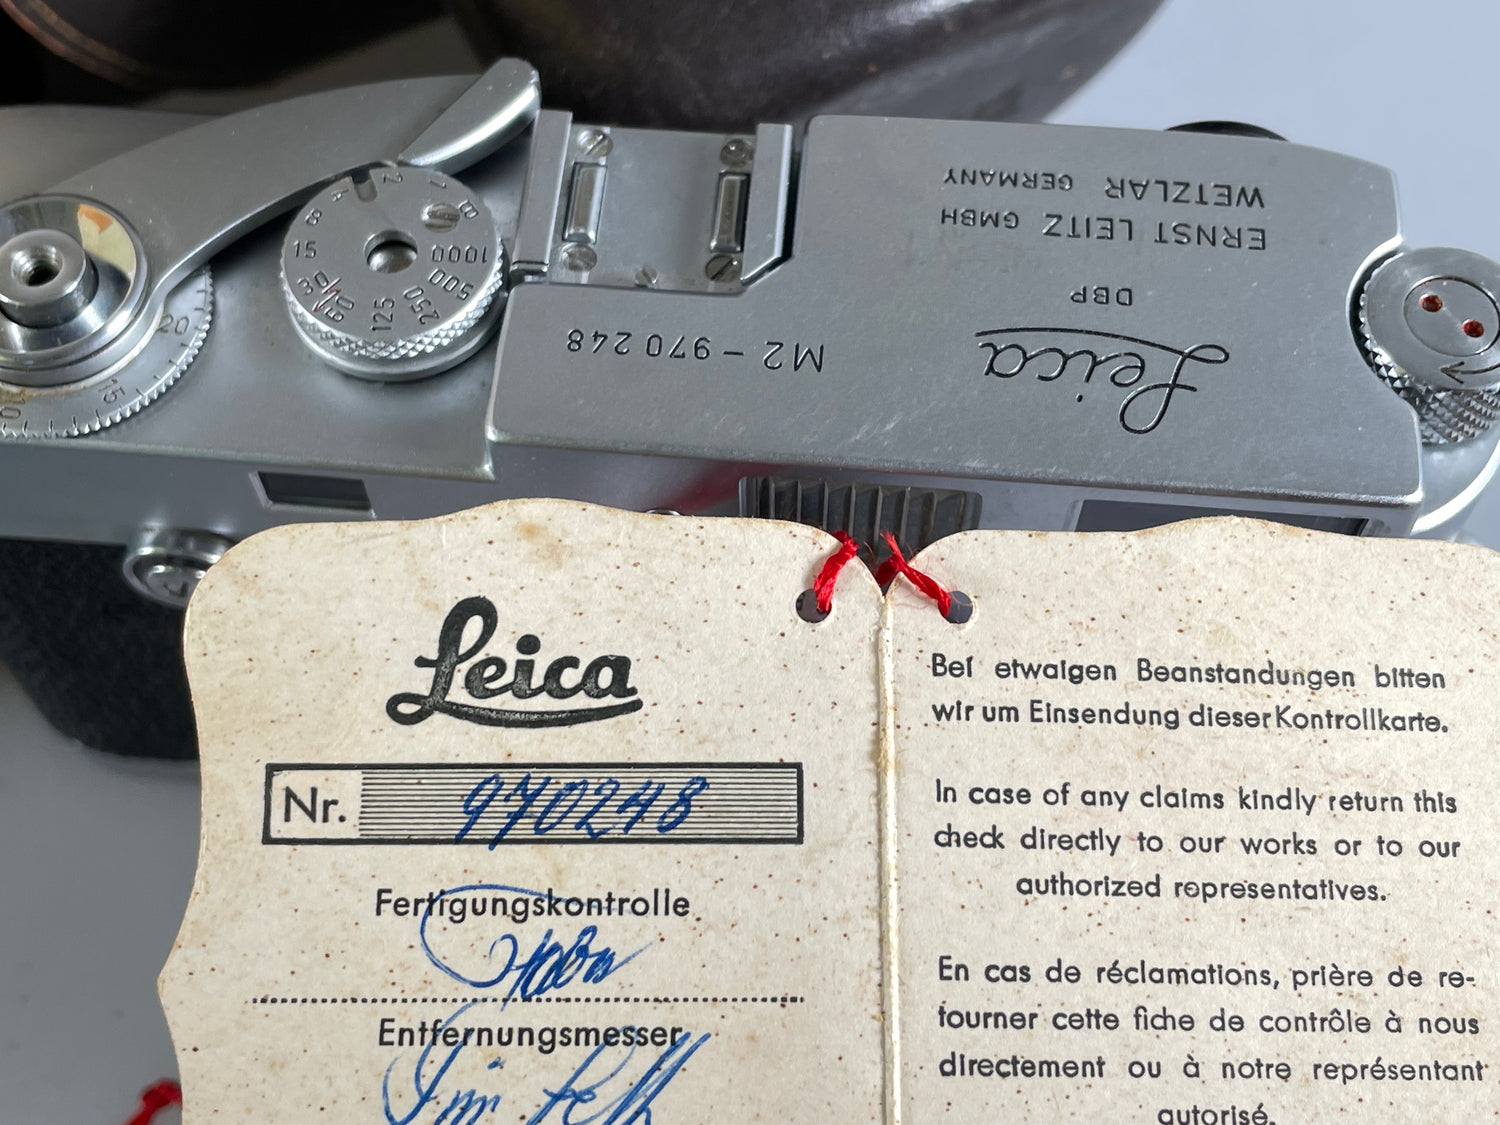 WETZLAR GERMANY
ERNST LEITZ GMBH
DBP
Leica
M2 – 970 248
B
1
2
4
8
15
30
60
125
250
500
1000
20
15
10
Leica
Nr. 970248
Fertigungskontrolle
Entfernungsmesser
Bei etwaigen Beanstandungen bitten
wir um Einsendung dieser Kontrollkarte.
In case of any claims kindly return this
check directly to our works or to our
authorized representatives.
En cas de réclamations, prière de re-
tourner cette fiche de contrôle à nous
directement ou à notre représentant
autorisé.